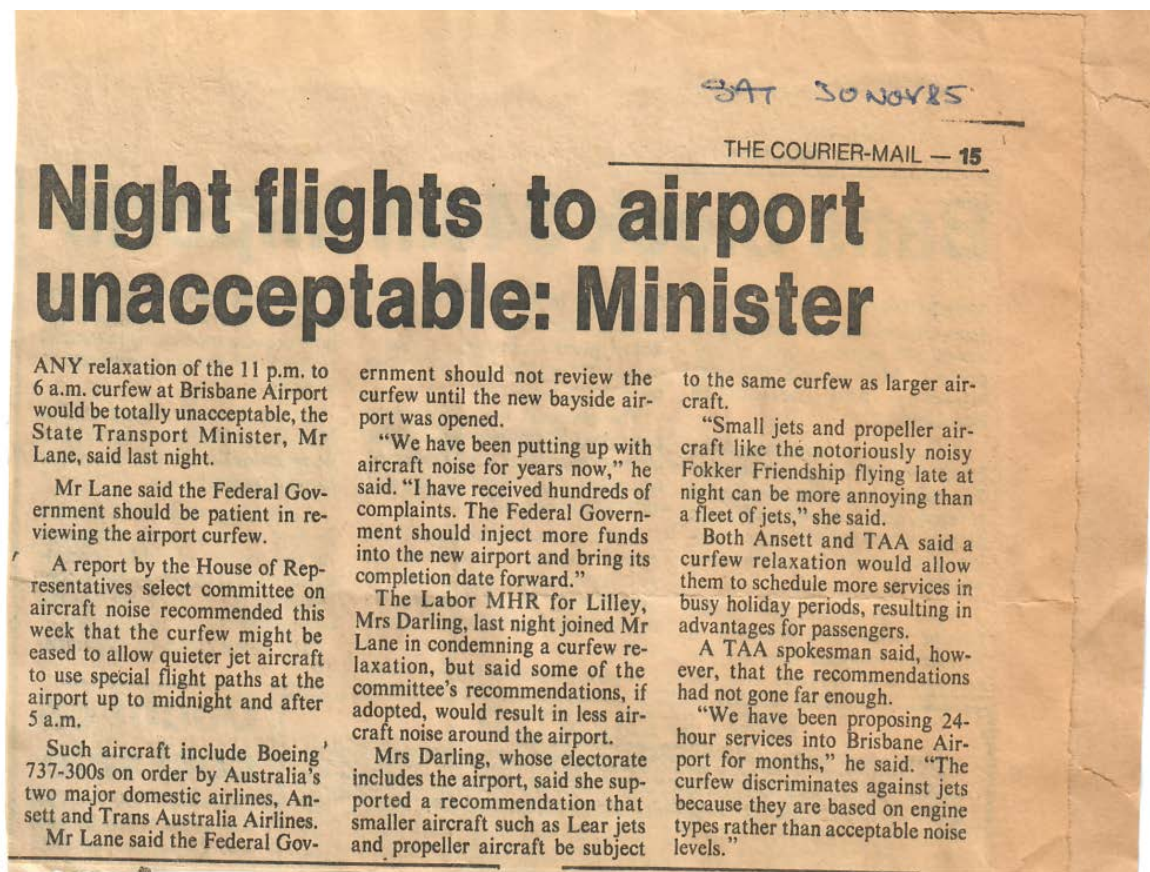 SAT 30 NOV 85
THE COURIER-MAIL — 15
Night flights to airport
unacceptable: Minister
ANY relaxation of the 11 p.m. to
6 a.m. curfew at Brisbane Airport
would be totally unacceptable, the
State Transport Minister, Mr
Lane, said last night.
Mr Lane said the Federal Gov-
ernment should be patient in re-
viewing the airport curfew.
A report by the House of Rep-
resentatives select committee on
aircraft noise recommended this
week that the curfew might be
eased to allow quieter jet aircraft
to use special flight paths at the
airport up to midnight and after
5 a.m.
Such aircraft include Boeing
737-300s on order by Australia's
two major domestic airlines, An-
sett and Trans Australia Airlines.
Mr Lane said the Federal Gov-
ernment should not review the
curfew until the new bayside air-
port was opened.
“We have been putting up with
aircraft noise for years now,” he
said. “I have received hundreds of
complaints. The Federal Govern-
ment should inject more funds
into the new airport and bring its
completion date forward.”
The Labor MHR for Lilley,
Mrs Darling, last night joined Mr
Lane in condemning a curfew re-
laxation, but said some of the
committee's recommendations, if
adopted, would result in less air-
craft noise around the airport.
Mrs Darling, whose electorate
includes the airport, said she sup-
ported a recommendation that
smaller aircraft such as Lear jets
and propeller aircraft be subject
to the same curfew as larger air-
craft.
“Small jets and propeller air-
craft like the notoriously noisy
Fokker Friendship flying late at
night can be more annoying than
a fleet of jets,” she said.
Both Ansett and TAA said a
curfew relaxation would allow
them to schedule more services in
busy holiday periods, resulting in
advantages for passengers.
A TAA spokesman said, how-
ever, that the recommendations
had not gone far enough.
“We have been proposing 24-
hour services into Brisbane Air-
port for months,” he said. “The
curfew discriminates against jets
because they are based on engine
types rather than acceptable noise
levels.”